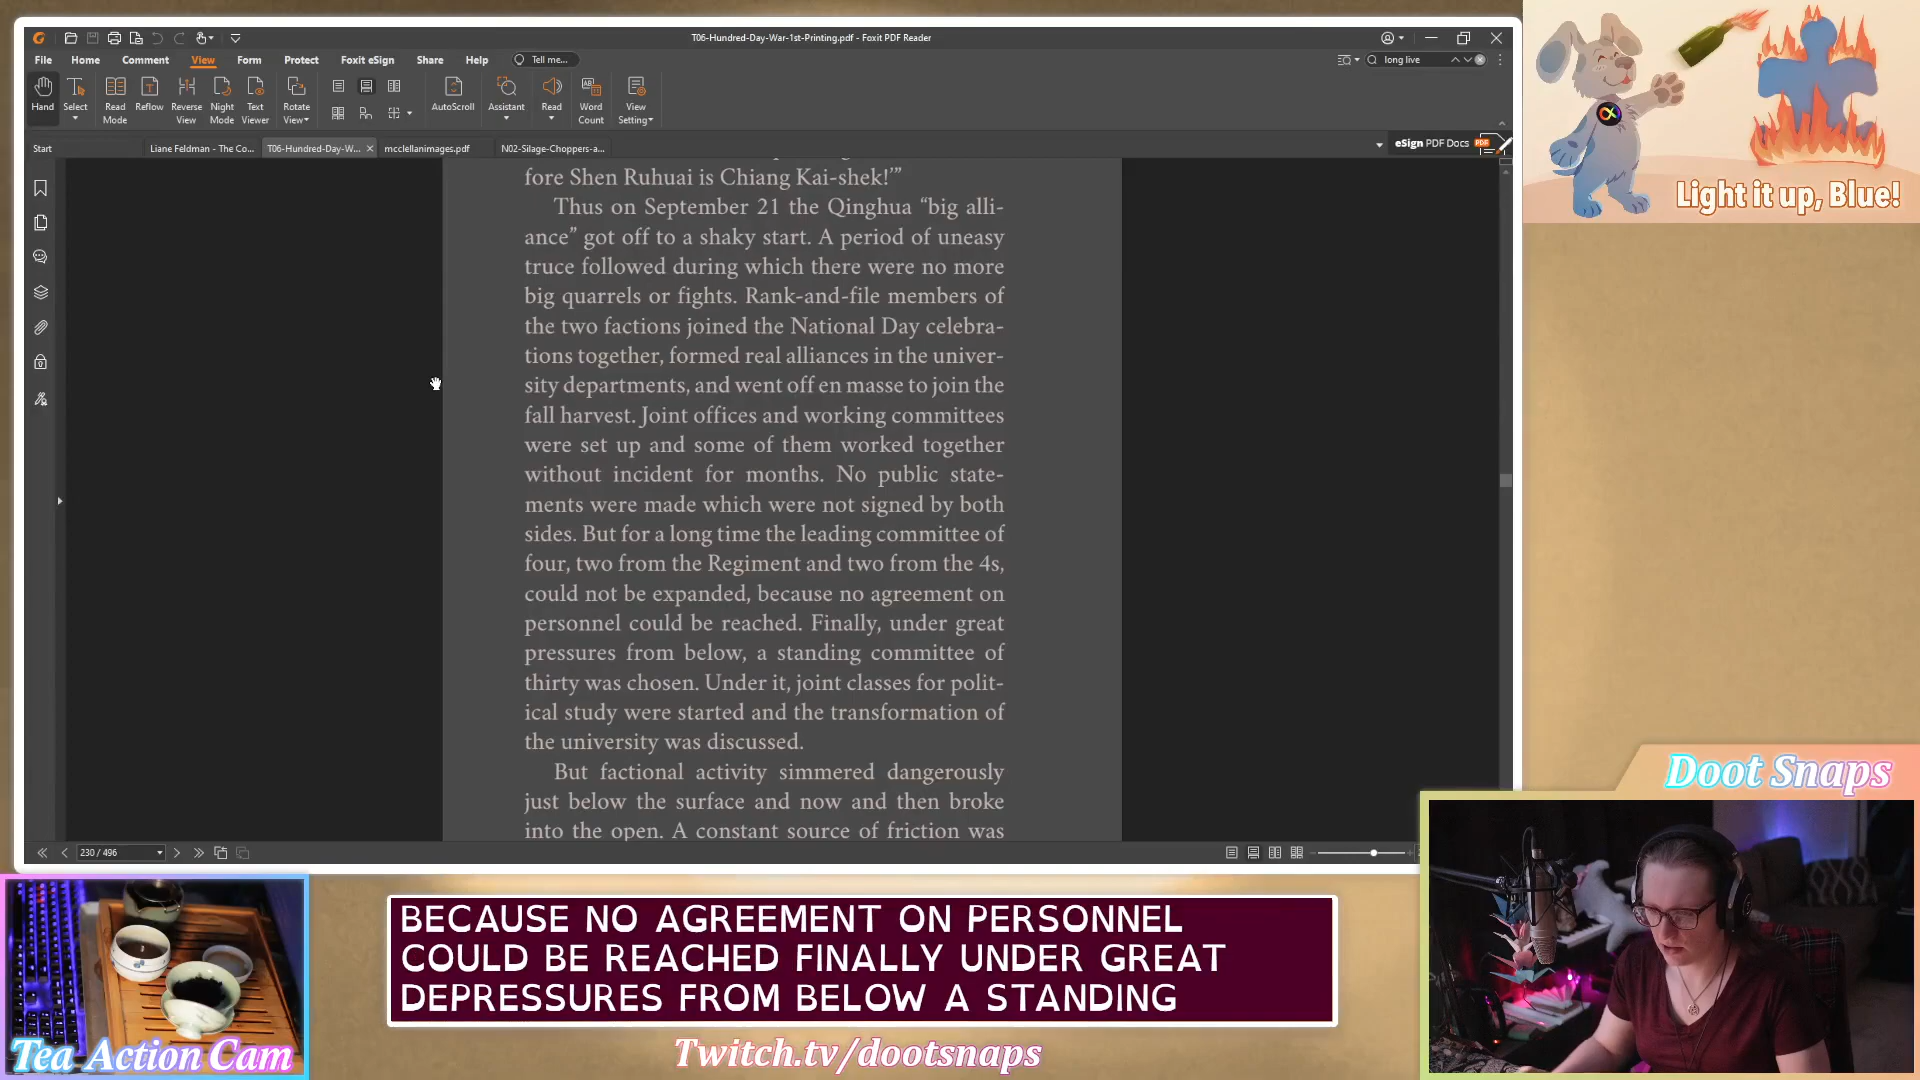 T06-Hundred-Day-War-1st-Printing.pdf - Foxit PDF Reader
File Home Comment View Form Protect Foxit eSign Share Help Tell me... long live
Hand Select Read Mode Reflow Reverse View Night Mode Text Viewer Rotate View AutoScroll Assistant Read Word Count View Setting
Start Liane Feldman - The Co... T06-Hundred-Day-W... mcclellanimages.pdf N02-Silage-Choppers-a... eSign PDF Docs
fore Shen Ruhuai is Chiang Kai-shek!’”
Thus on September 21 the Qinghua “big alli-
ance” got off to a shaky start. A period of uneasy
truce followed during which there were no more
big quarrels or fights. Rank-and-file members of
the two factions joined the National Day celebra-
tions together, formed real alliances in the univer-
sity departments, and went off en masse to join the
fall harvest. Joint offices and working committees
were set up and some of them worked together
without incident for months. No public state-
ments were made which were not signed by both
sides. But for a long time the leading committee of
four, two from the Regiment and two from the 4s,
could not be expanded, because no agreement on
personnel could be reached. Finally, under great
pressures from below, a standing committee of
thirty was chosen. Under it, joint classes for polit-
ical study were started and the transformation of
the university was discussed.
But factional activity simmered dangerously
just below the surface and now and then broke
into the open. A constant source of friction was
230 / 496
Light it up, Blue!
Doot Snaps
Tea Action Cam
BECAUSE NO AGREEMENT ON PERSONNEL
COULD BE REACHED FINALLY UNDER GREAT
DEPRESSURES FROM BELOW A STANDING
Twitch.tv/dootsnaps